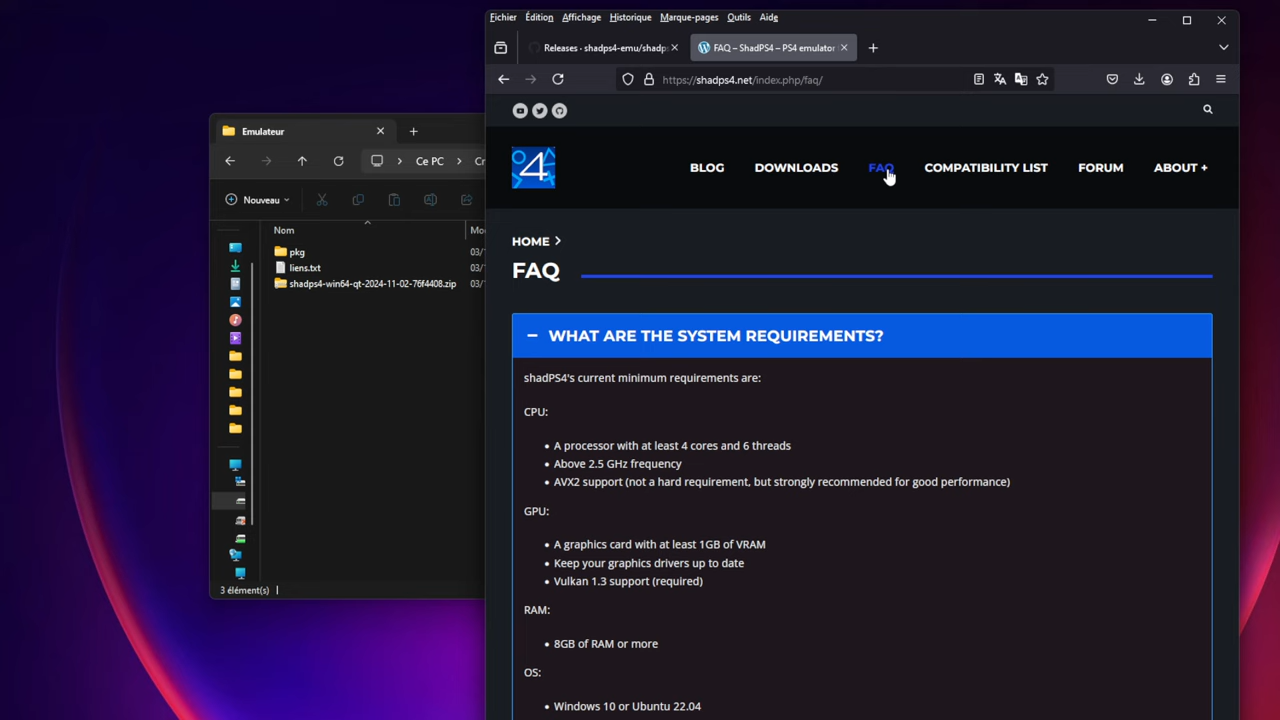 Fichier Édition Affichage Historique Marque-pages Outils Aide
Releases · shadps4-emu/shadp
FAQ – ShadPS4 – PS4 emulator
https://shadps4.net/index.php/faq/
4
BLOG DOWNLOADS FAQ COMPATIBILITY LIST FORUM ABOUT +
HOME
FAQ
WHAT ARE THE SYSTEM REQUIREMENTS?
shadPS4's current minimum requirements are:
CPU:
• A processor with at least 4 cores and 6 threads
• Above 2.5 GHz frequency
• AVX2 support (not a hard requirement, but strongly recommended for good performance)
GPU:
• A graphics card with at least 1GB of VRAM
• Keep your graphics drivers up to date
• Vulkan 1.3 support (required)
RAM:
• 8GB of RAM or more
OS:
• Windows 10 or Ubuntu 22.04
Emulateur
Ce PC > Cr
Nouveau
Nom Mo
pkg 03/
liens.txt 03/
shadps4-win64-qt-2024-11-02-76f4408.zip 03/
3 élément(s)